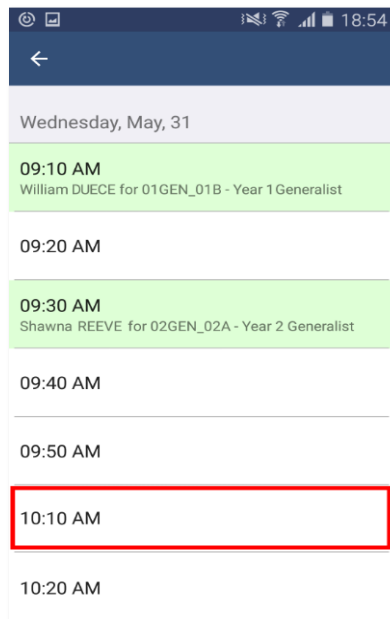 18:54
Wednesday, May, 31
09:10 AM
William DUECE for 01GEN_01B - Year 1Generalist
09:20 AM
09:30 AM
Shawna REEVE for 02GEN_02A - Year 2 Generalist
09:40 AM
09:50 AM
10:10 AM
10:20 AM